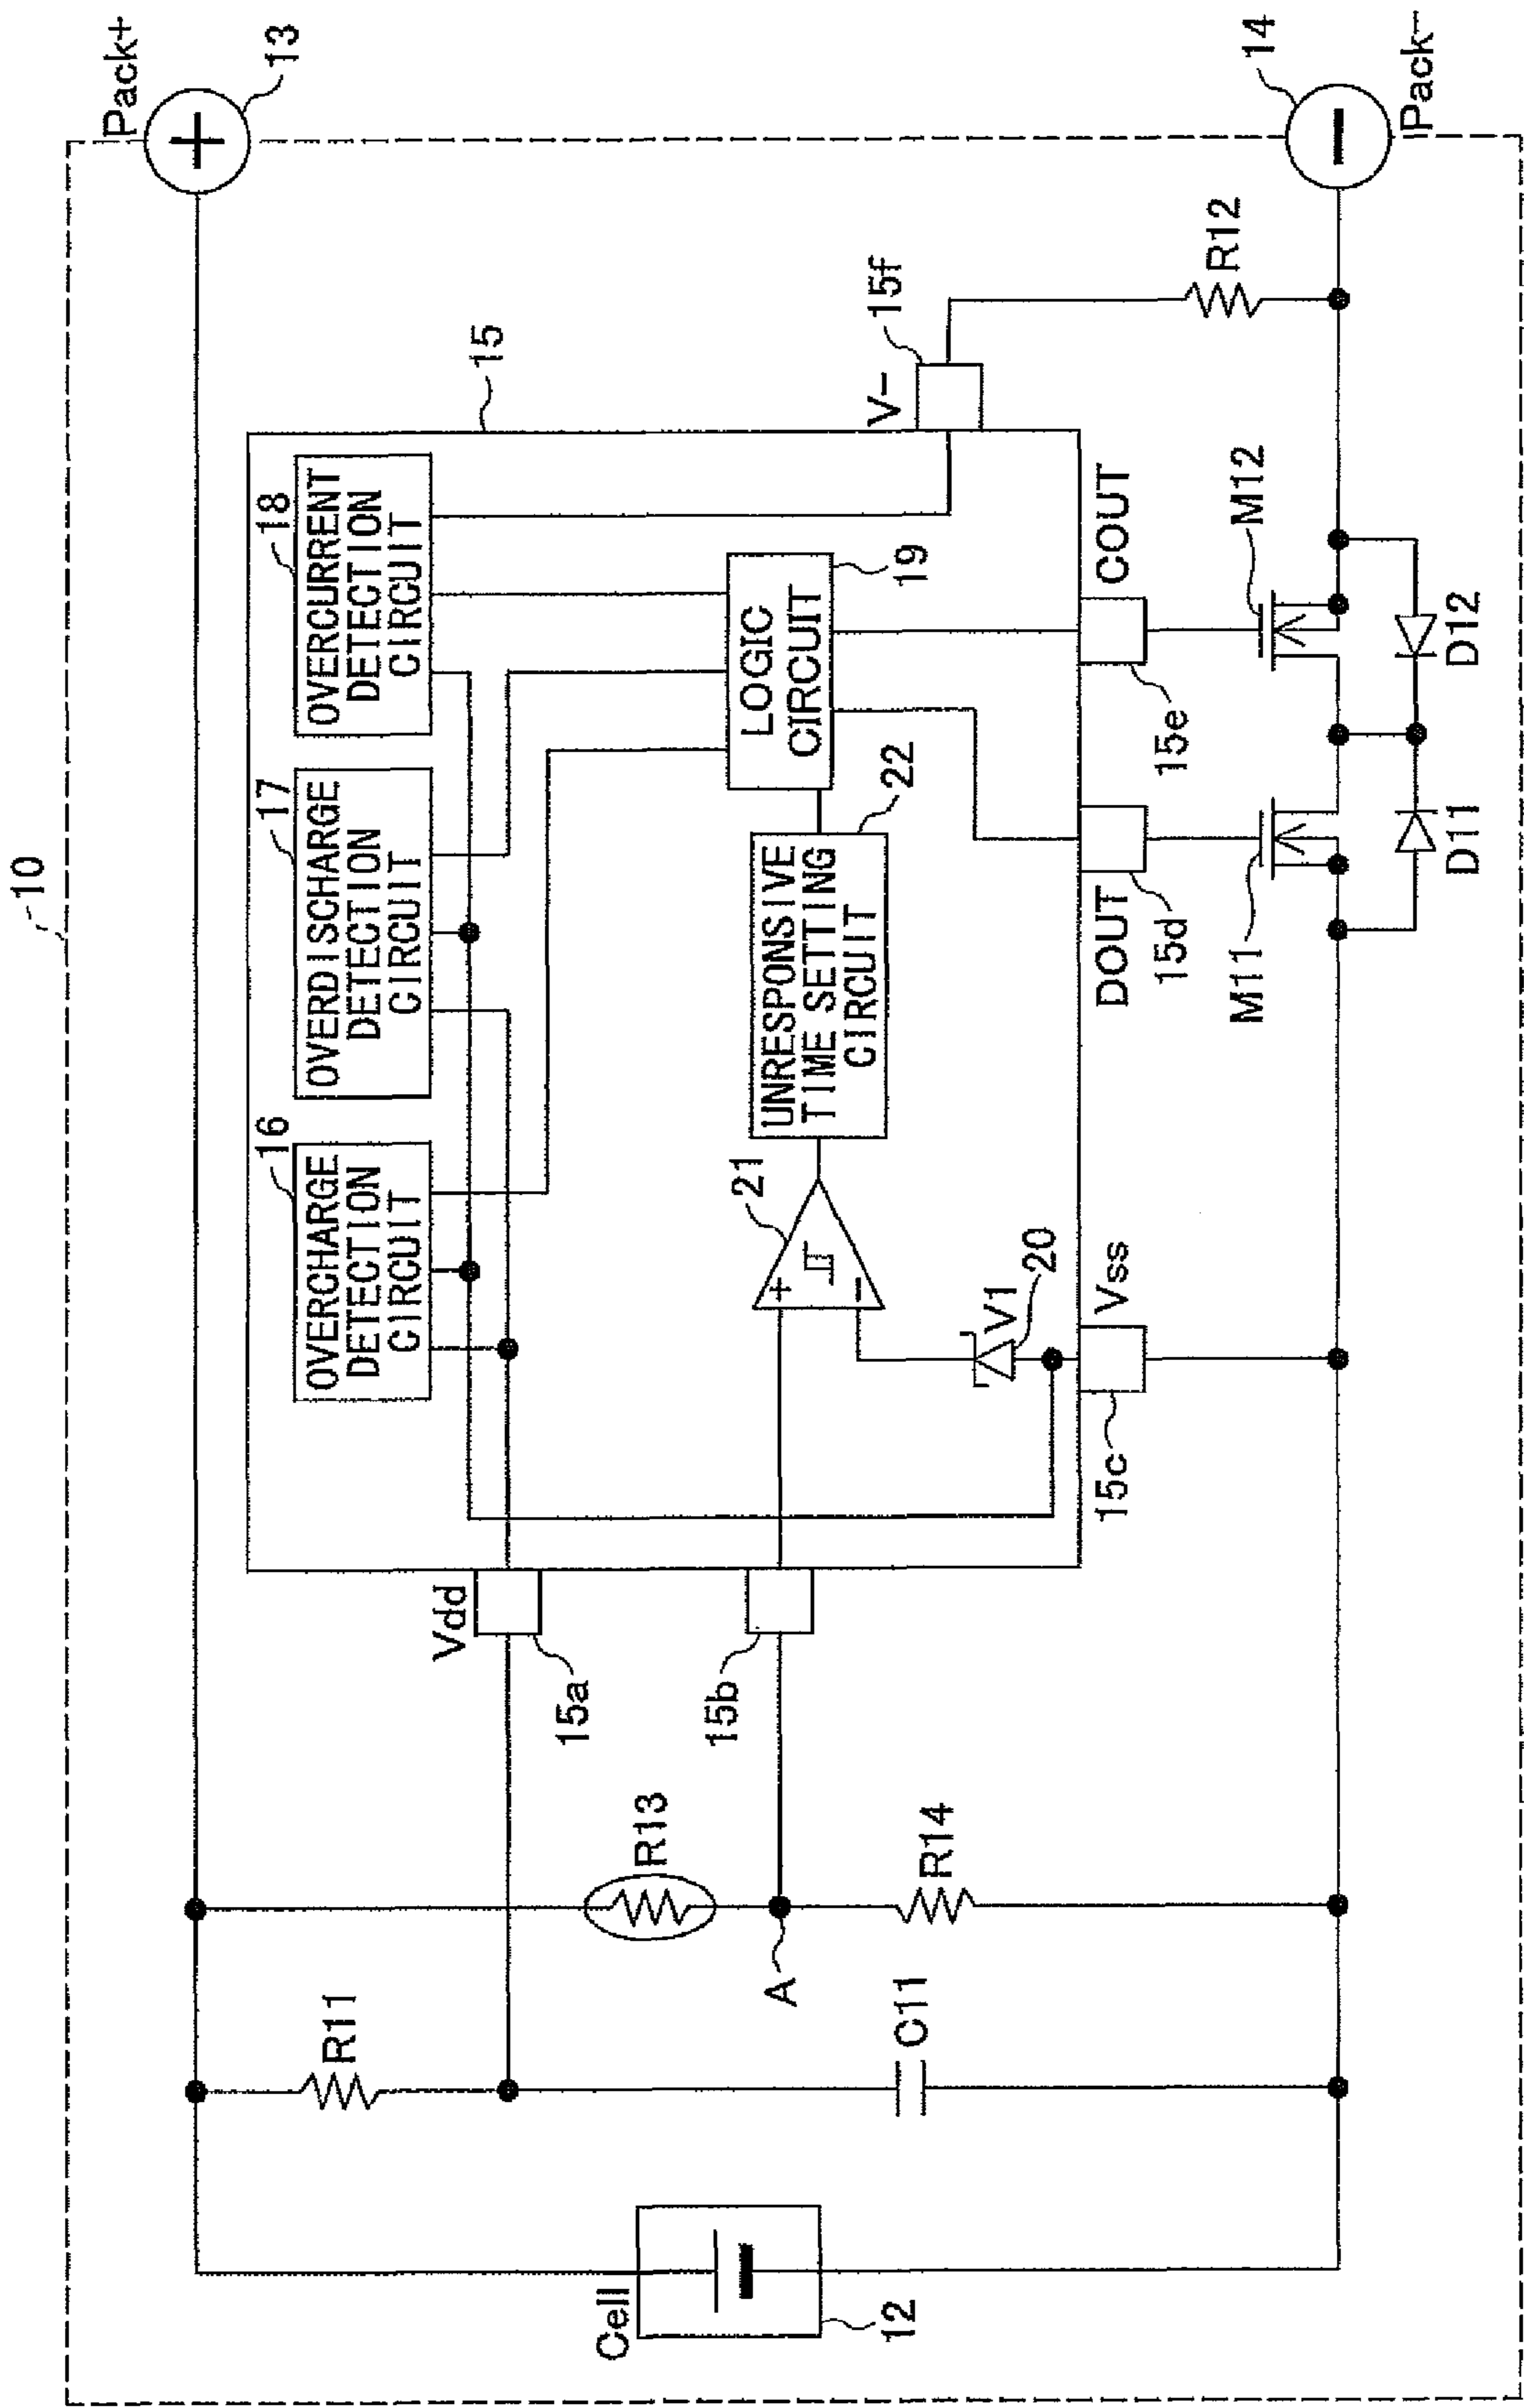 10
Pack+
13
15
16
OVERCHARGE
DETECTION
CIRCUIT
17
OVERDISCHARGE
DETECTION
CIRCUIT
18
OVERCURRENT
DETECTION
CIRCUIT
Vdd
15a
15b
R11
R13
A
R14
C11
Cell
12
21
+
−
V1
20
UNRESPONSIVE
TIME SETTING
CIRCUIT
22
LOGIC
CIRCUIT
19
V−
15f
R12
Vss
15c
DOUT
15d
COUT
15e
M11
M12
D11
D12
14
Pack−